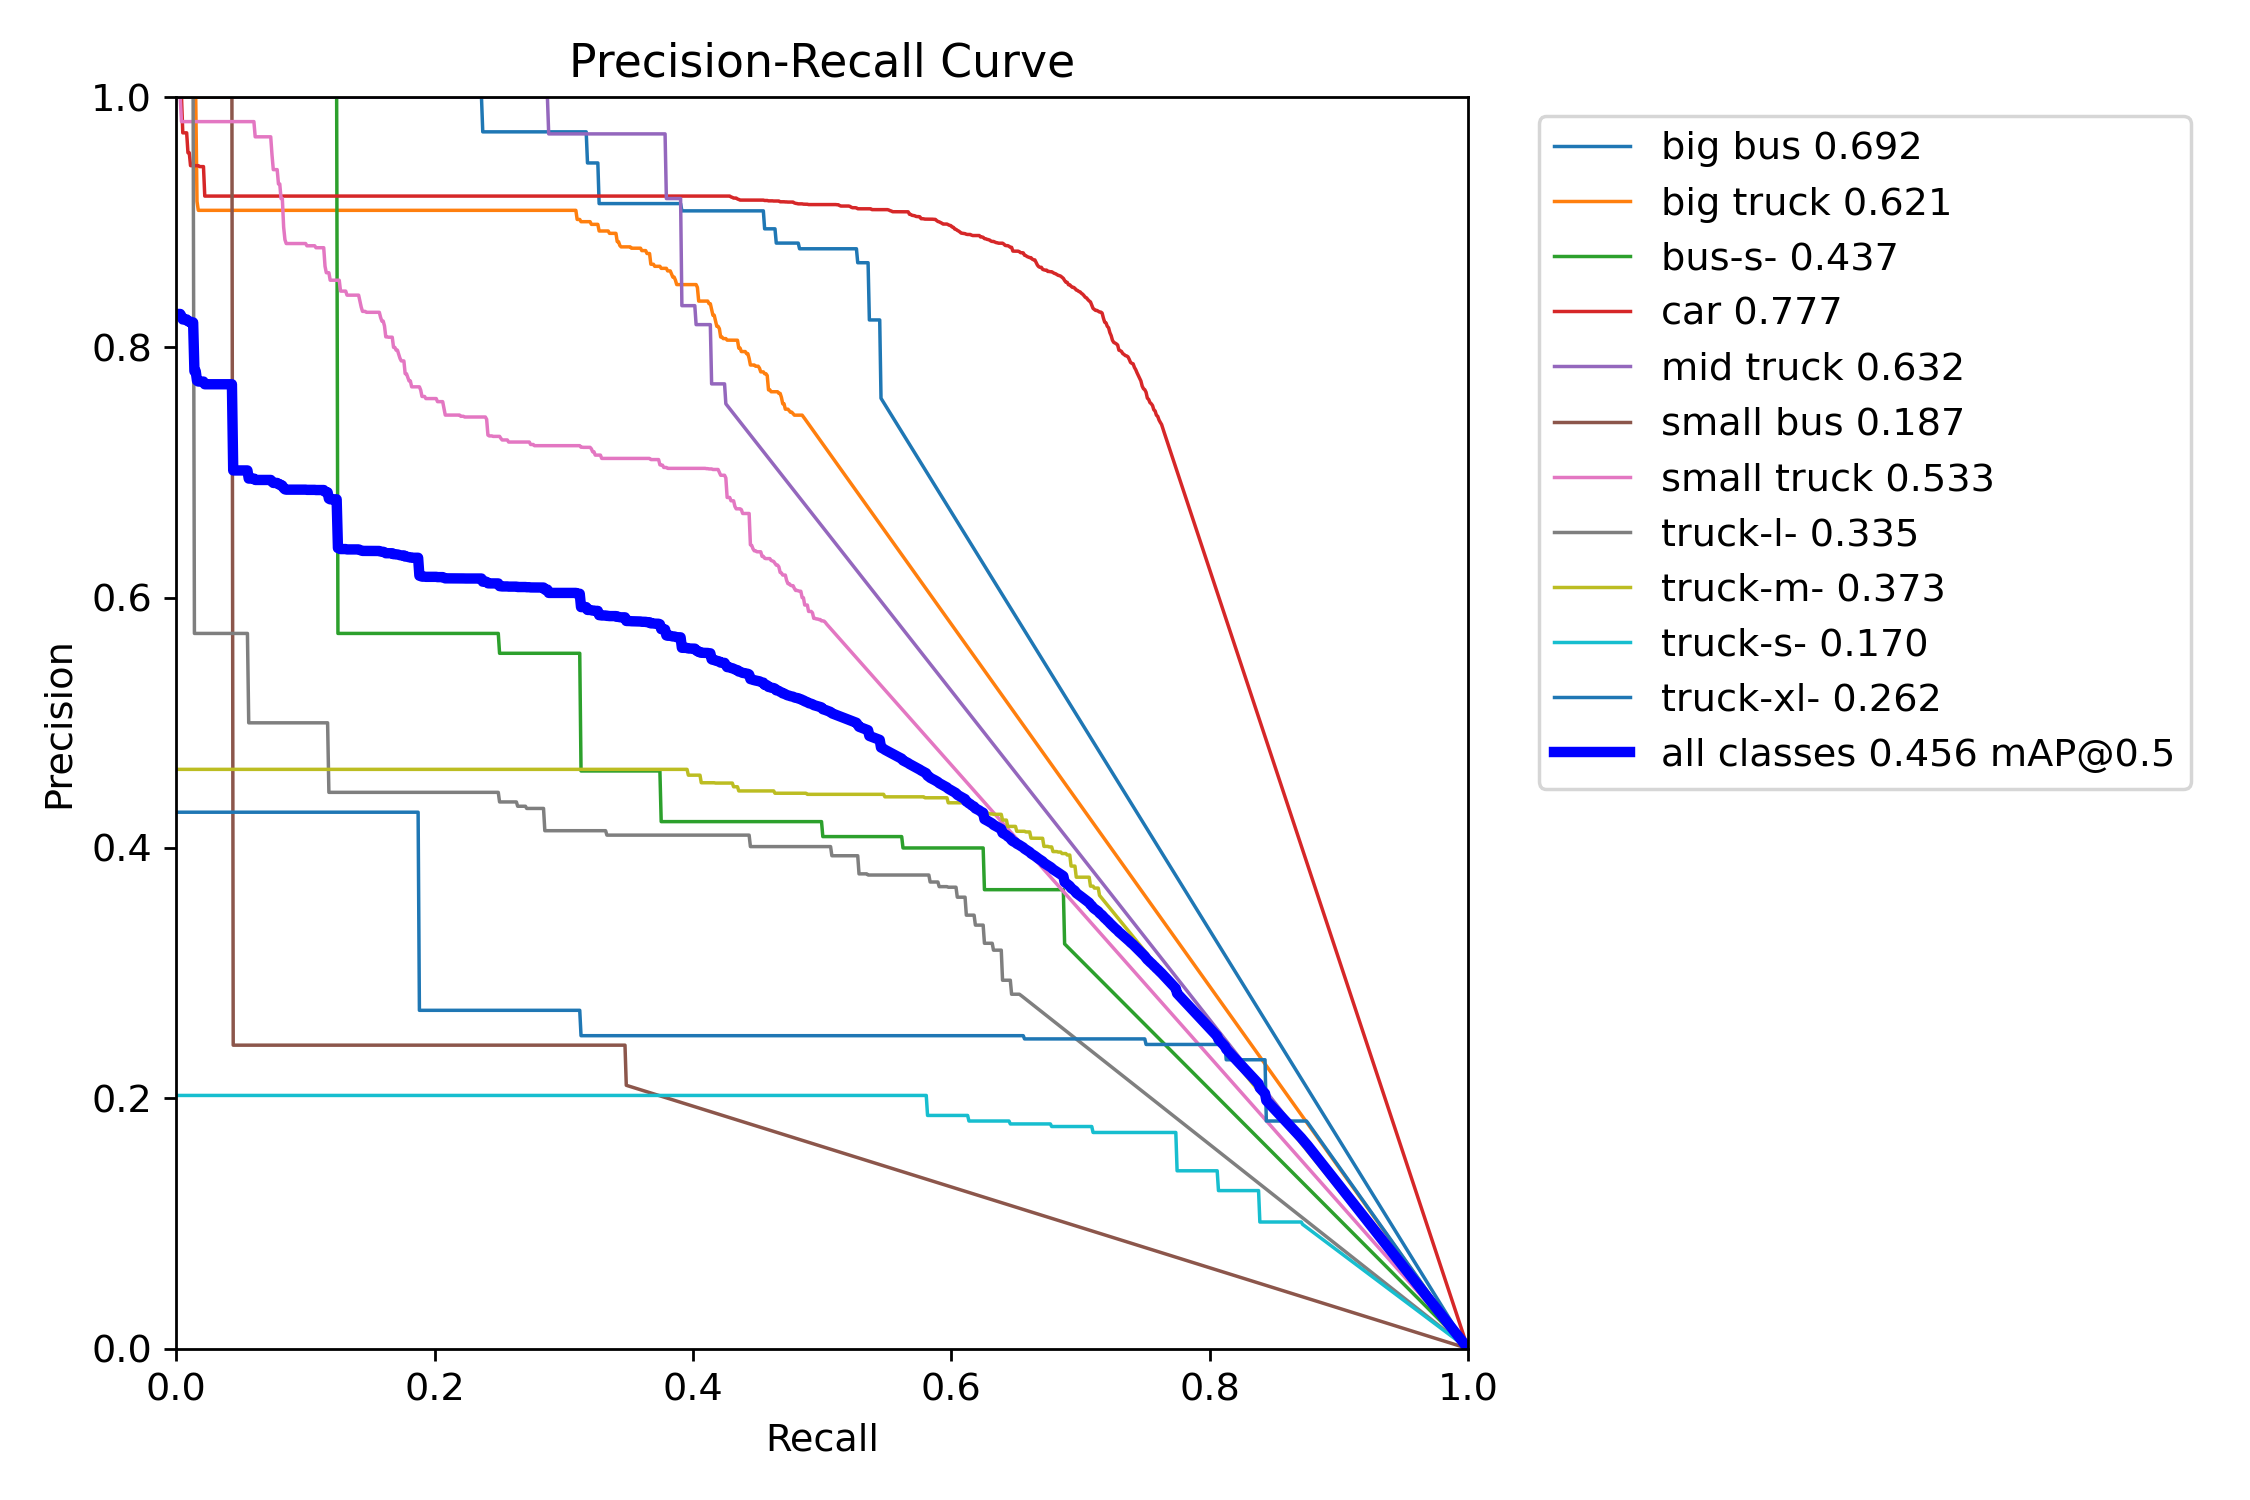 Precision-Recall Curve
1.0
0.8
0.6
0.4
0.2
0.0
Precision
0.0 0.2 0.4 0.6 0.8 1.0
Recall
big bus 0.692
big truck 0.621
bus-s- 0.437
car 0.777
mid truck 0.632
small bus 0.187
small truck 0.533
truck-l- 0.335
truck-m- 0.373
truck-s- 0.170
truck-xl- 0.262
all classes 0.456 mAP@0.5